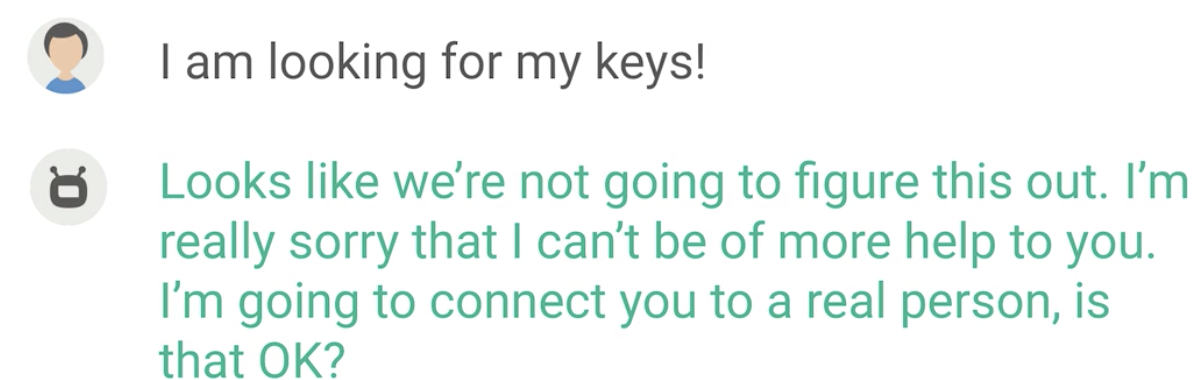 I am looking for my keys!
Looks like we’re not going to figure this out. I’m
really sorry that I can’t be of more help to you.
I’m going to connect you to a real person, is
that OK?